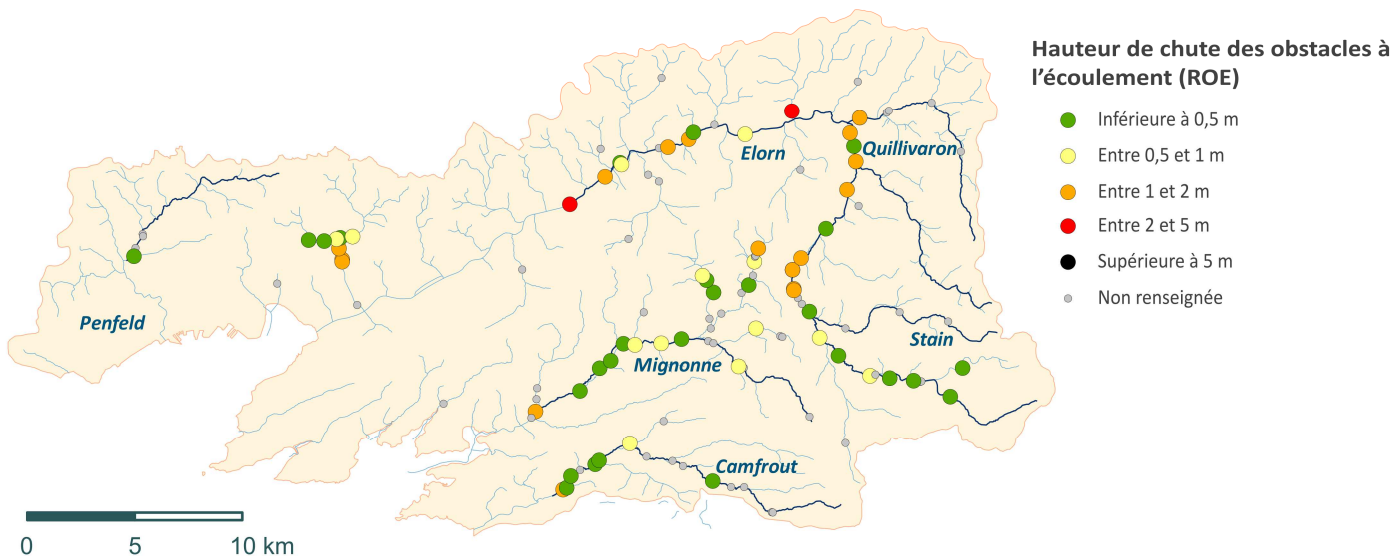 Hauteur de chute des obstacles à
l'écoulement (ROE)
Inférieure à 0,5 m
Entre 0,5 et 1 m
Entre 1 et 2 m
Entre 2 et 5 m
Supérieure à 5 m
Non renseignée
Elorn
Quillivaron
Penfeld
Stain
Mignonne
Camfrout
0 5 10 km